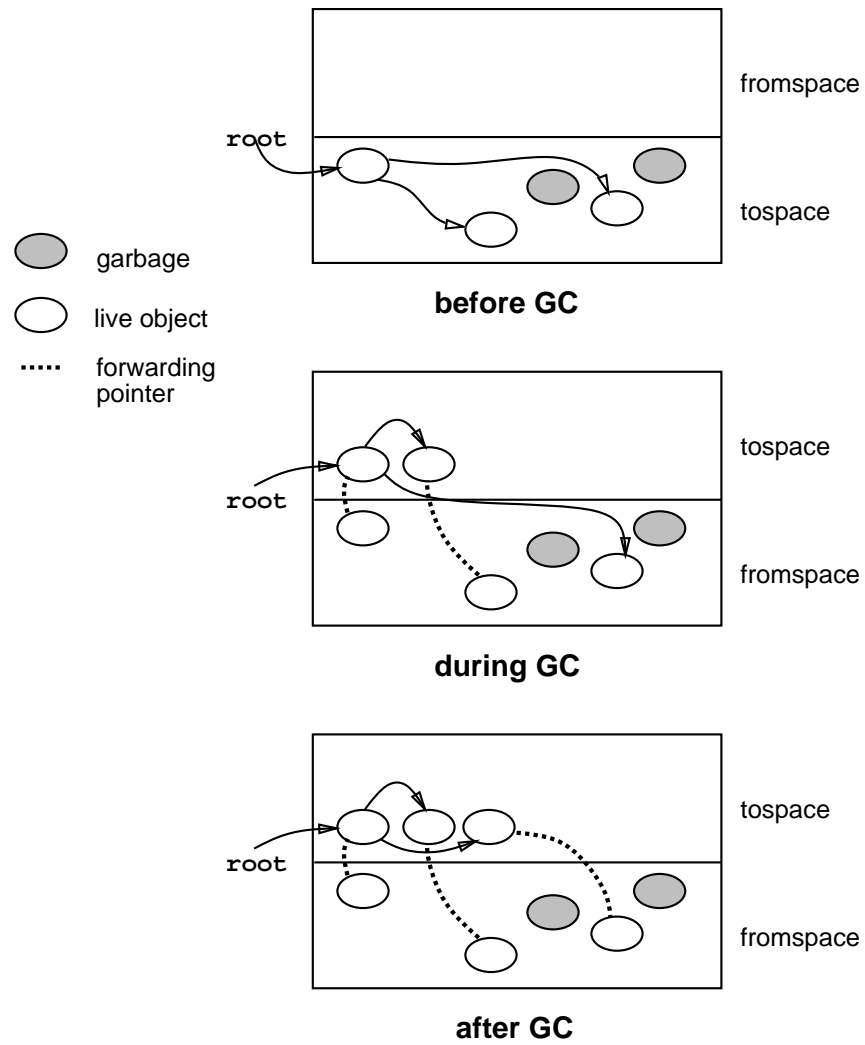 fromspace
root
tospace
garbage
before GC
live object
forwarding
pointer
tospace
root
fromspace
during GC
tospace
root
fromspace
after GC